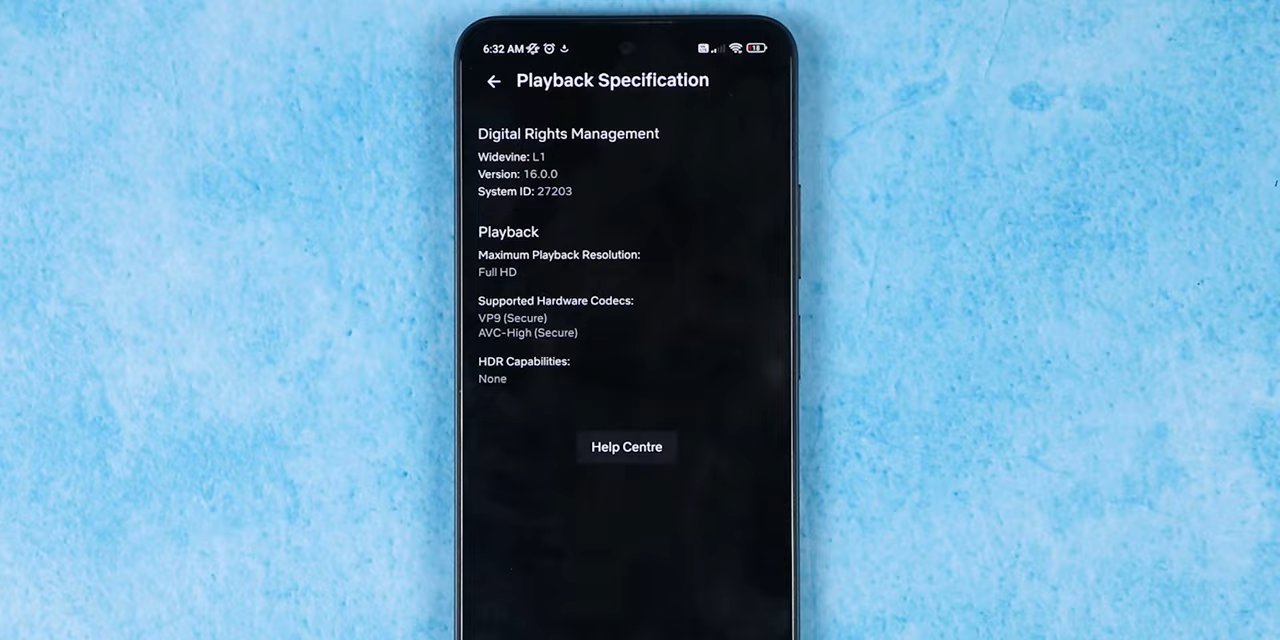 6:32 AM
18
Playback Specification
Digital Rights Management
Widevine: L1
Version: 16.0.0
System ID: 27203
Playback
Maximum Playback Resolution:
Full HD
Supported Hardware Codecs:
VP9 (Secure)
AVC-High (Secure)
HDR Capabilities:
None
Help Centre